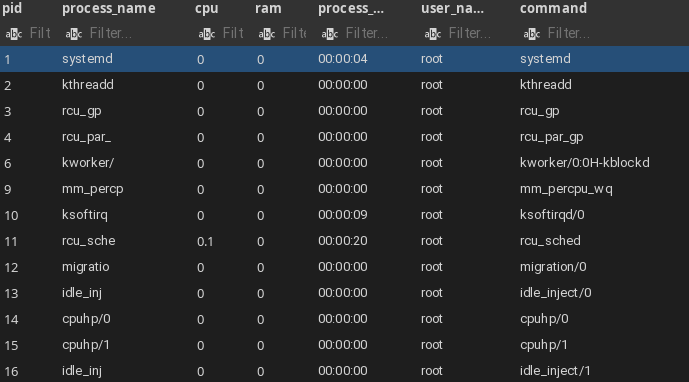 pid process_name cpu ram process_... user_na... command
abc Filt abc Filter... abc Filt abc Filte abc Filter... abc Filter... abc Filter...
1 systemd 0 0 00:00:04 root systemd
2 kthreadd 0 0 00:00:00 root kthreadd
3 rcu_gp 0 0 00:00:00 root rcu_gp
4 rcu_par_ 0 0 00:00:00 root rcu_par_gp
6 kworker/ 0 0 00:00:00 root kworker/0:0H-kblockd
9 mm_percp 0 0 00:00:00 root mm_percpu_wq
10 ksoftirq 0 0 00:00:09 root ksoftirqd/0
11 rcu_sche 0.1 0 00:00:20 root rcu_sched
12 migratio 0 0 00:00:00 root migration/0
13 idle_inj 0 0 00:00:00 root idle_inject/0
14 cpuhp/0 0 0 00:00:00 root cpuhp/0
15 cpuhp/1 0 0 00:00:00 root cpuhp/1
16 idle_inj 0 0 00:00:00 root idle_inject/1